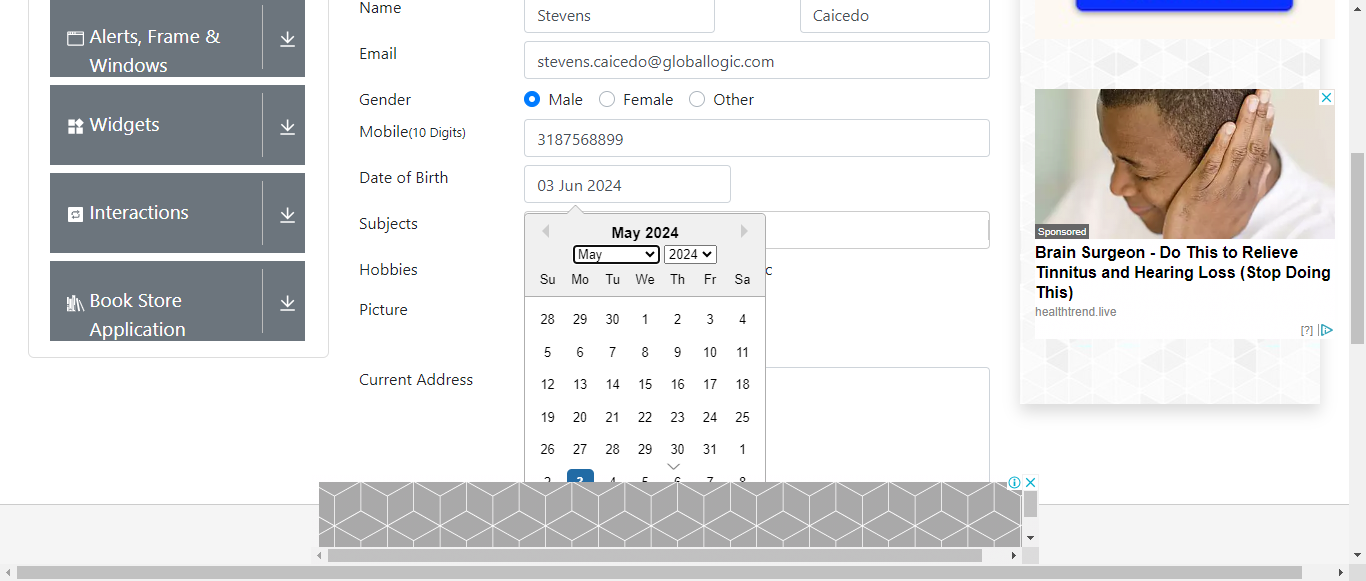 Alerts, Frame &
Windows
Widgets
Interactions
Book Store
Application
Name
Stevens
Caicedo
Email
stevens.caicedo@globallogic.com
Gender
Male
Female
Other
Mobile(10 Digits)
3187568899
Date of Birth
03 Jun 2024
Subjects
Hobbies
c
Picture
Current Address
May 2024
May
2024
Su Mo Tu We Th Fr Sa
28 29 30 1 2 3 4
5 6 7 8 9 10 11
12 13 14 15 16 17 18
19 20 21 22 23 24 25
26 27 28 29 30 31 1
2 3 4 5 6 7 8
Sponsored
Brain Surgeon - Do This to Relieve
Tinnitus and Hearing Loss (Stop Doing
This)
healthtrend.live
[?]